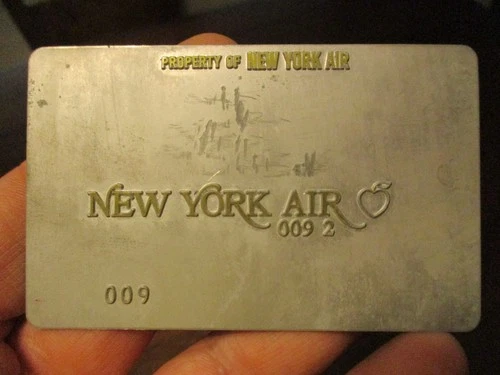 PROPERTY OF NEW YORK AIR
NEW YORK AIR
009 2
009